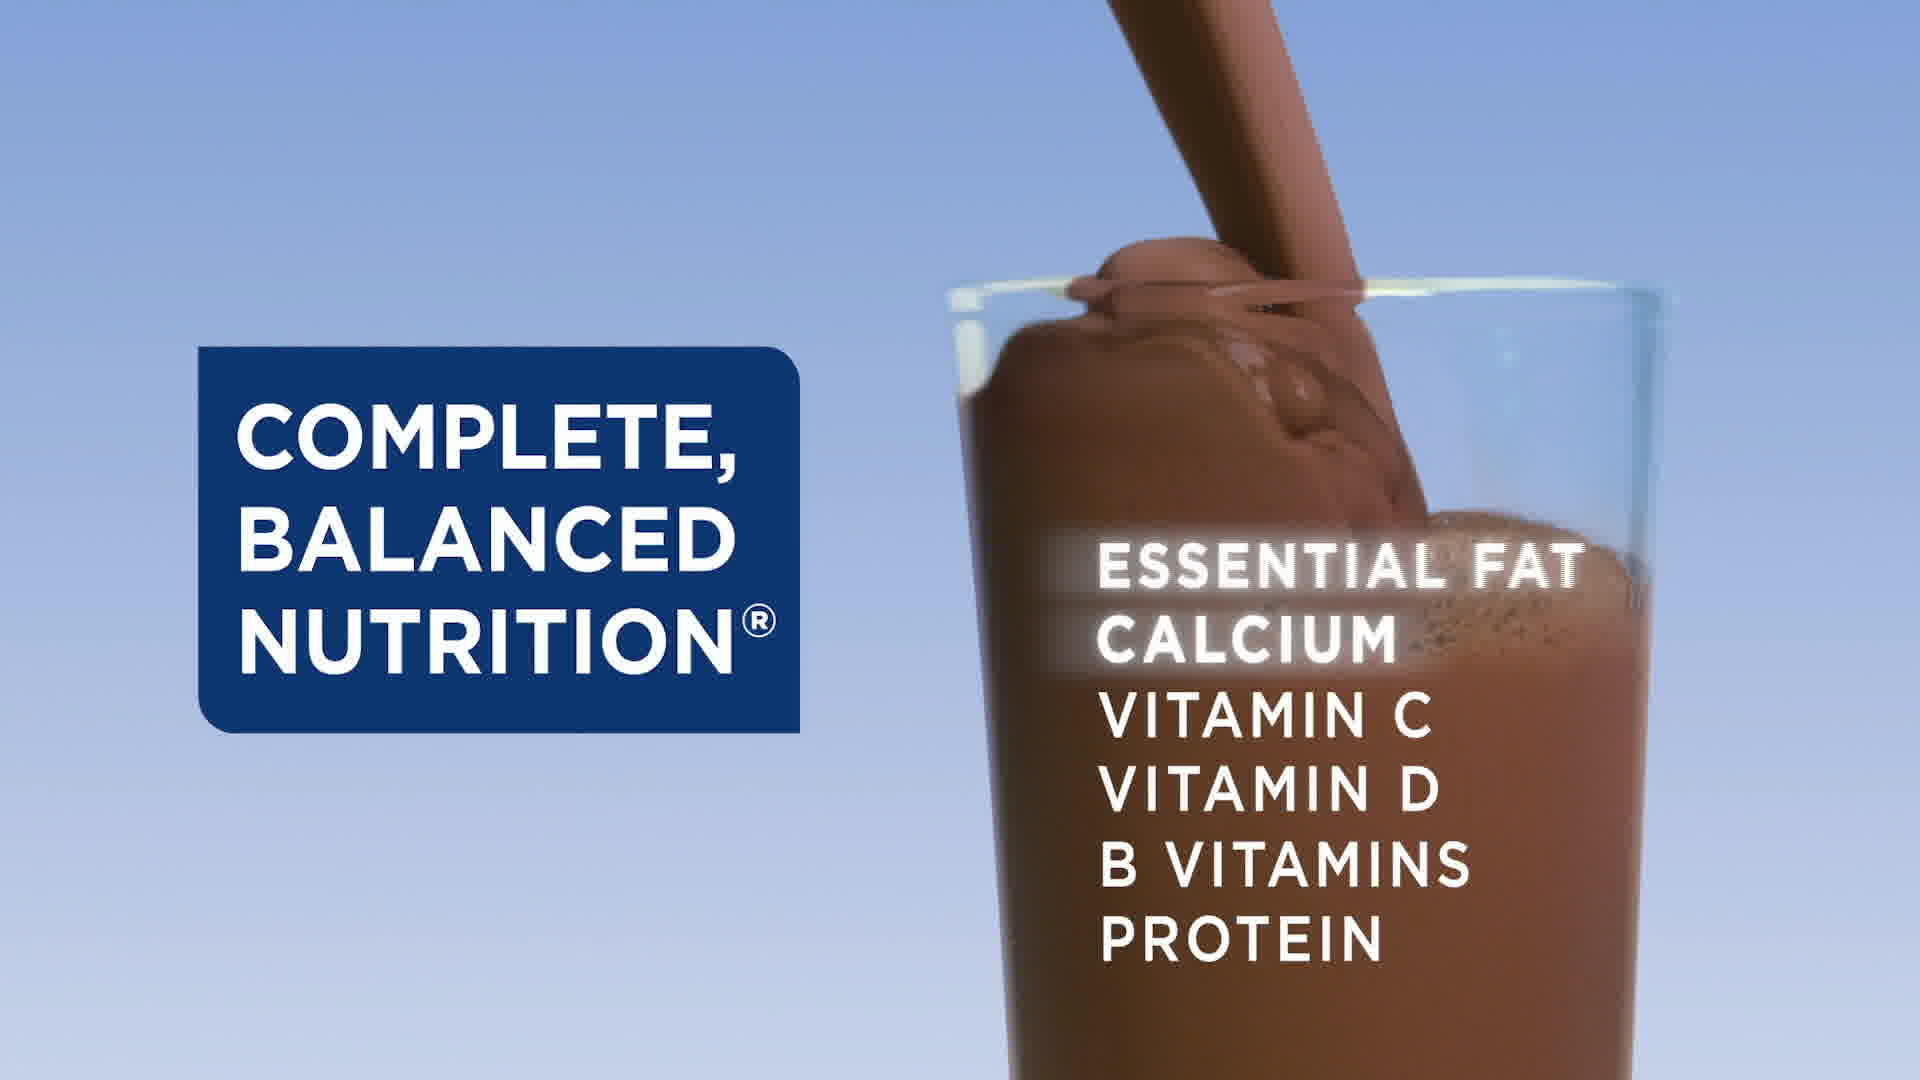 COMPLETE,
BALANCED
NUTRITION®
ESSENTIAL FAT
CALCIUM
VITAMIN C
VITAMIN D
B VITAMINS
PROTEIN